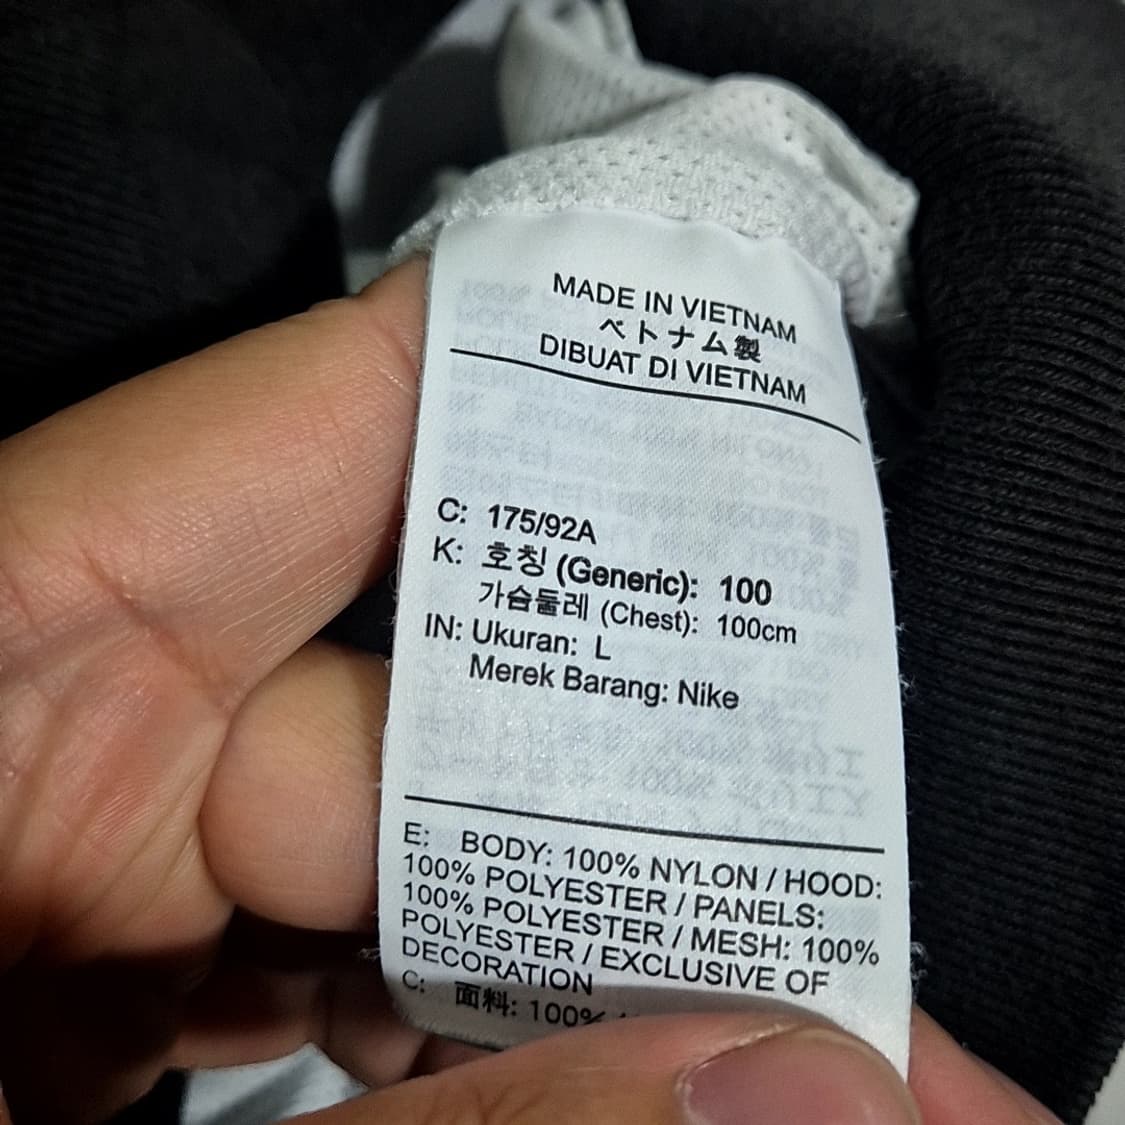 MADE IN VIETNAM
ベトナム製
DIBUAT DI VIETNAM
C: 175/92A
K: 호칭 (Generic): 100
가슴둘레 (Chest): 100cm
IN: Ukuran: L
Merek Barang: Nike
E: BODY: 100% NYLON / HOOD:
100% POLYESTER / PANELS:
100% POLYESTER / MESH: 100%
POLYESTER / EXCLUSIVE OF
DECORATION
C: 面料: 100%